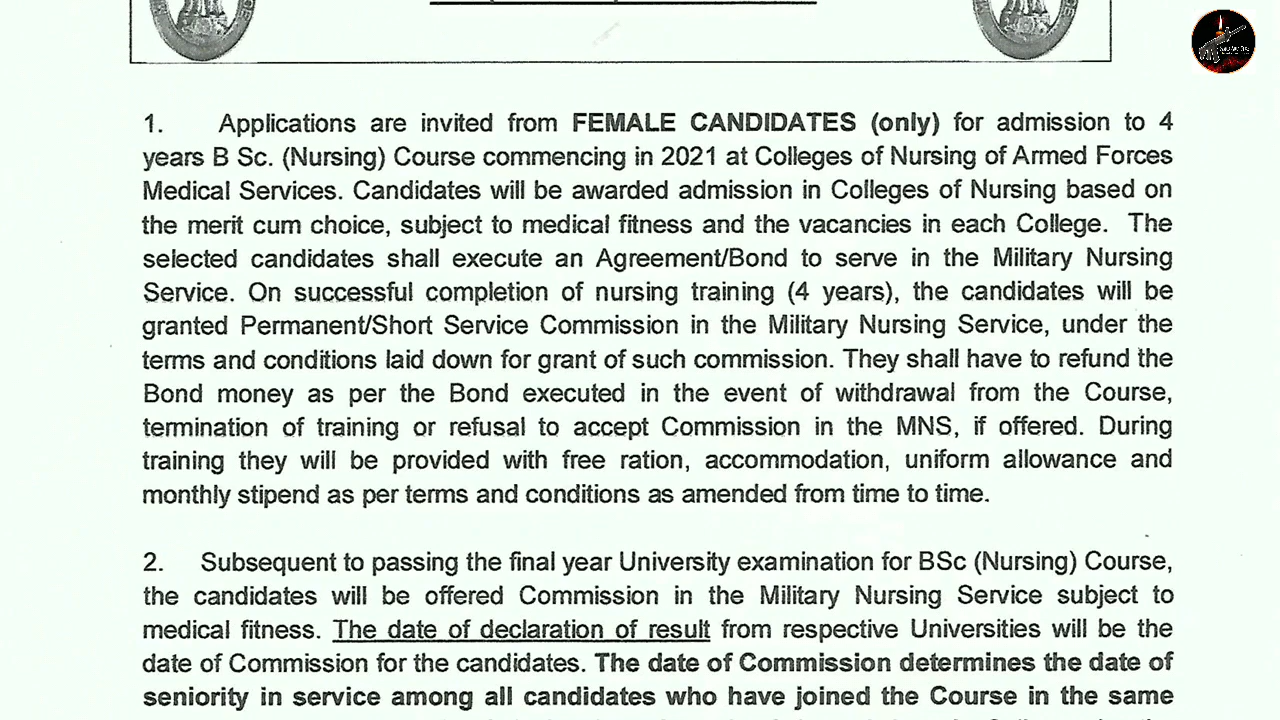 1. Applications are invited from FEMALE CANDIDATES (only) for admission to 4
years B Sc. (Nursing) Course commencing in 2021 at Colleges of Nursing of Armed Forces
Medical Services. Candidates will be awarded admission in Colleges of Nursing based on
the merit cum choice, subject to medical fitness and the vacancies in each College. The
selected candidates shall execute an Agreement/Bond to serve in the Military Nursing
Service. On successful completion of nursing training (4 years), the candidates will be
granted Permanent/Short Service Commission in the Military Nursing Service, under the
terms and conditions laid down for grant of such commission. They shall have to refund the
Bond money as per the Bond executed in the event of withdrawal from the Course,
termination of training or refusal to accept Commission in the MNS, if offered. During
training they will be provided with free ration, accommodation, uniform allowance and
monthly stipend as per terms and conditions as amended from time to time.
2. Subsequent to passing the final year University examination for BSc (Nursing) Course,
the candidates will be offered Commission in the Military Nursing Service subject to
medical fitness. The date of declaration of result from respective Universities will be the
date of Commission for the candidates. The date of Commission determines the date of
seniority in service among all candidates who have joined the Course in the same